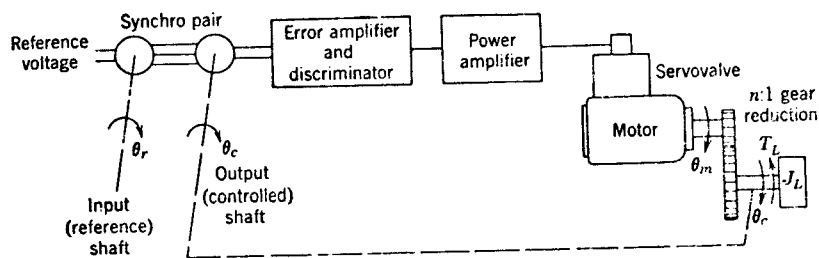 Synchro pair
Reference
voltage
Error amplifier
and
discriminator
Power
amplifier
Servovalve
Motor
n:1 gear
reduction
θr
θc
Input
(reference)
shaft
Output
(controlled)
shaft
θm
TL
JL
θc